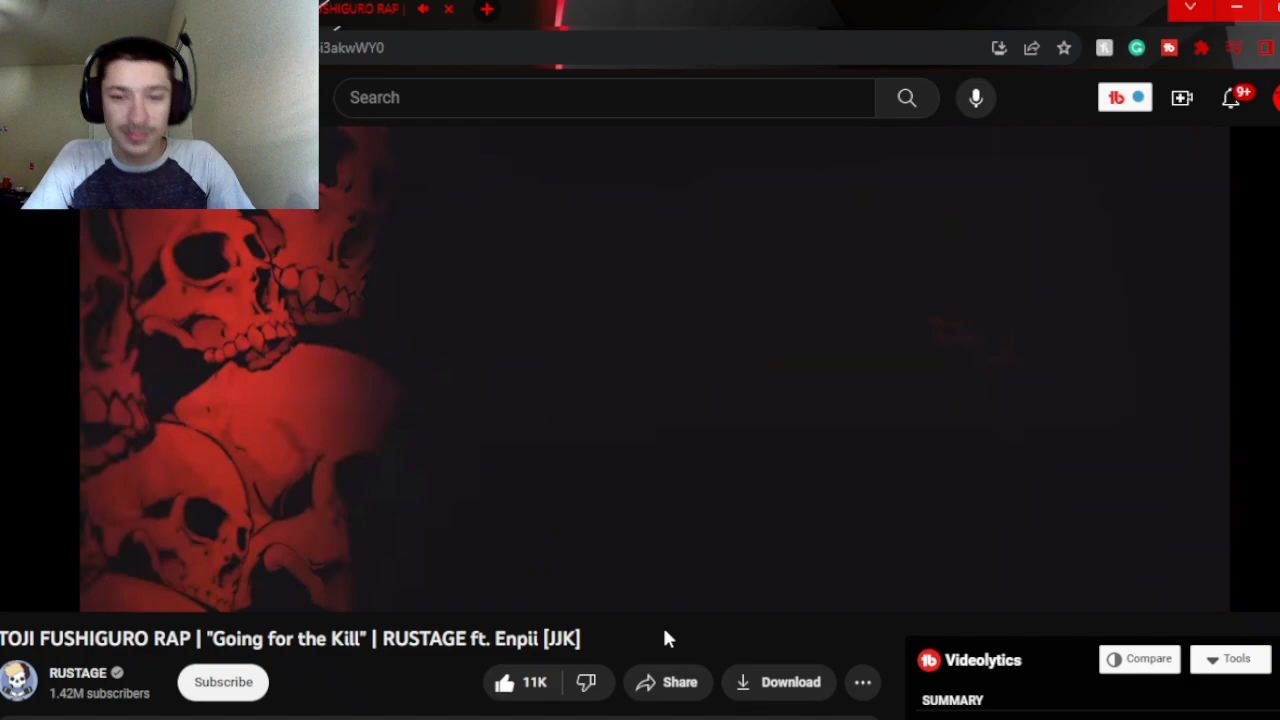 SHIGURO RAP |
i3akwWY0
Search
9+
TOJI FUSHIGURO RAP | "Going for the Kill" | RUSTAGE ft. Enpii [JJK]
RUSTAGE
1.42M subscribers
Subscribe
11K
Share
Download
Videolytics
Compare
Tools
SUMMARY